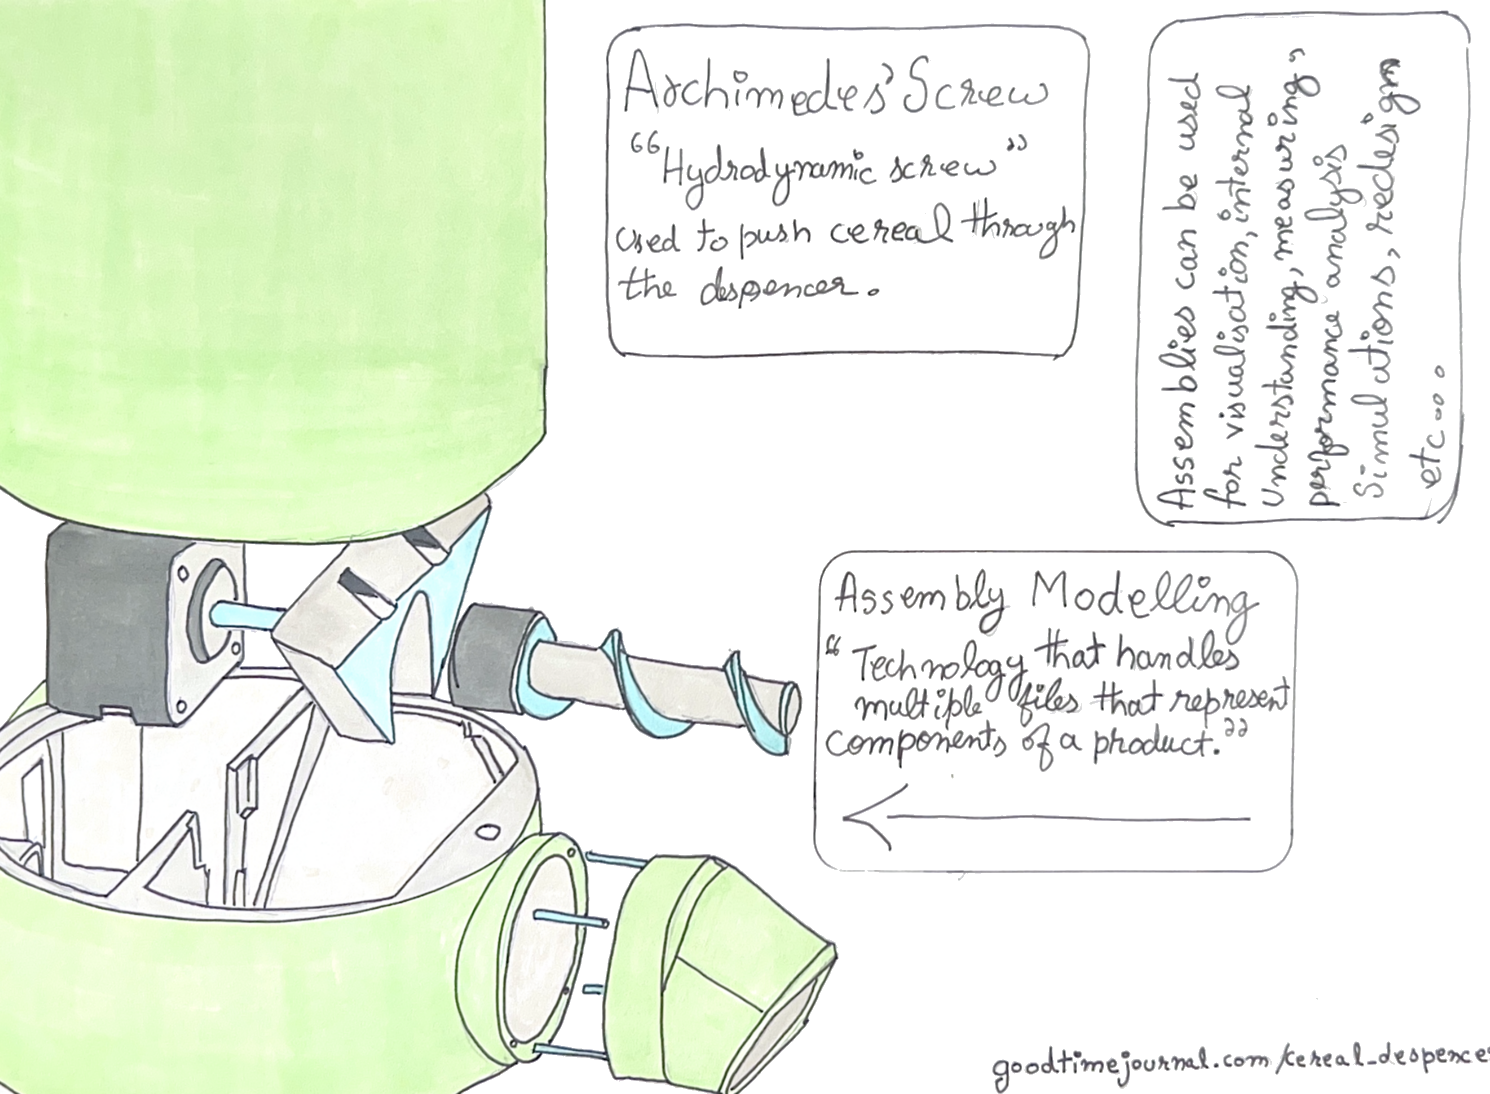 Archimedes' Screw
"Hydrodynamic screw"
used to push cereal through
the despencer.
Assemblies can be used
for visualisation, internal
Understanding, measuring,
performance analysis
Simulations, redesign
etc....
Assembly Modelling
"Technology that handles
multiple files that represent
components of a product."
goodtimejournal.com/cereal_despence